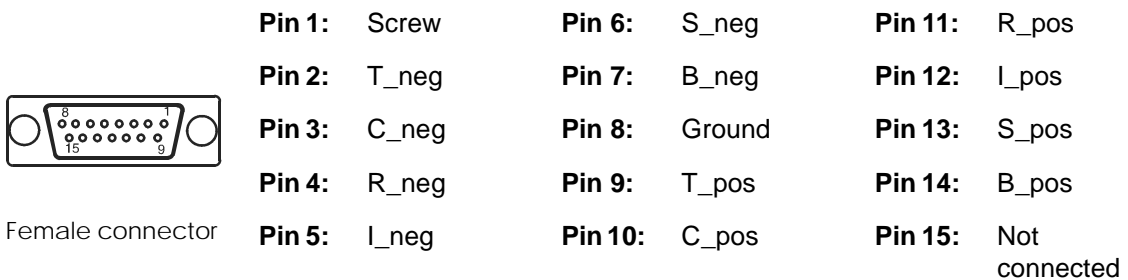 Pin 1: Screw Pin 6: S_neg Pin 11: R_pos
Pin 2: T_neg Pin 7: B_neg Pin 12: I_pos
8 1
15 9
Pin 3: C_neg Pin 8: Ground Pin 13: S_pos
Pin 4: R_neg Pin 9: T_pos Pin 14: B_pos
Female connector
Pin 5: I_neg Pin 10: C_pos Pin 15: Not
connected